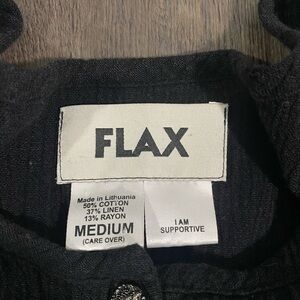 FLAX
Made in Lithuania
50% COTTON
37% LINEN
13% RAYON
MEDIUM
(CARE OVER)
I AM
SUPPORTIVE